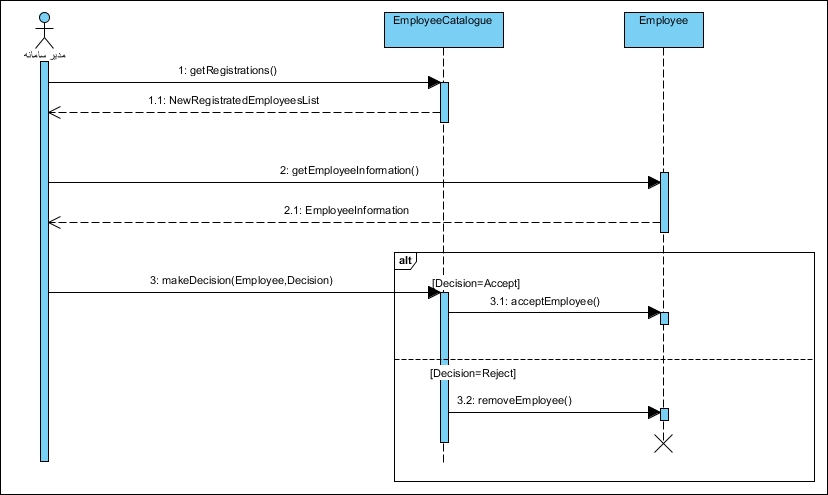 EmployeeCatalogue
Employee
مدیر سامانه
1: getRegistrations()
1.1: NewRegistratedEmployeesList
2: getEmployeeInformation()
2.1: EmployeeInformation
alt
3: makeDecision(Employee,Decision)
[Decision=Accept]
3.1: acceptEmployee()
[Decision=Reject]
3.2: removeEmployee()